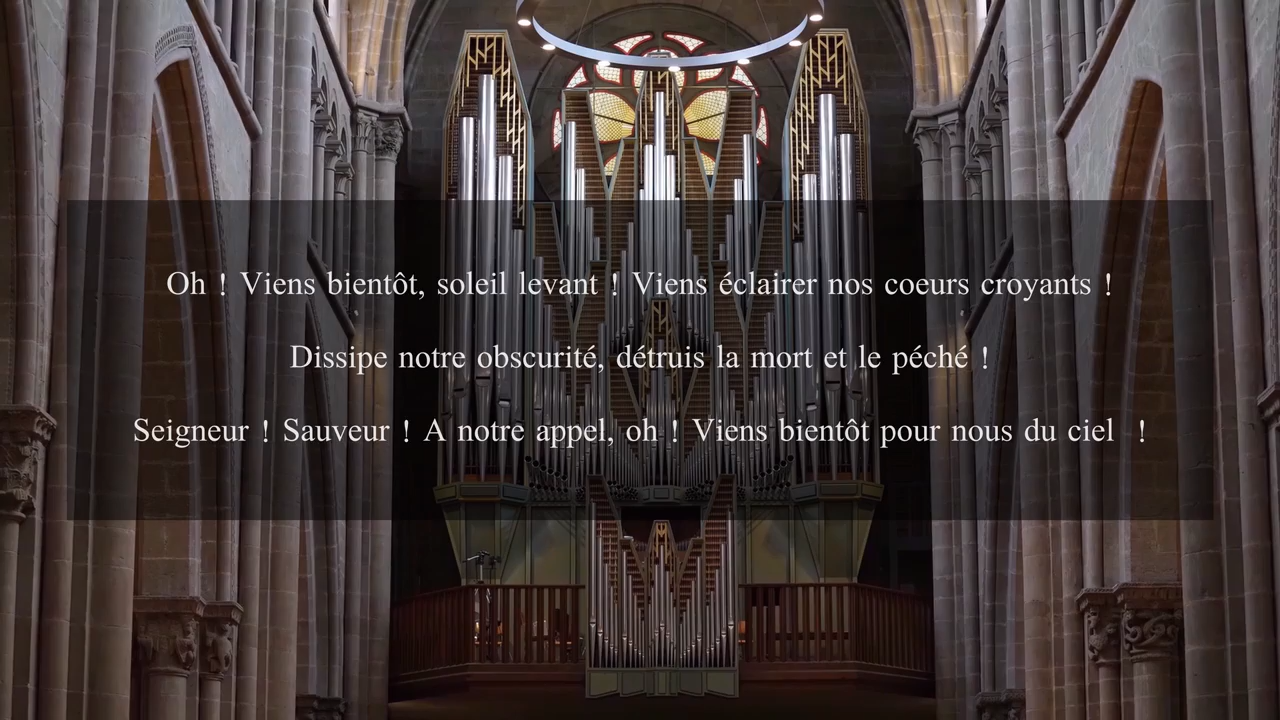 Oh ! Viens bientôt, soleil levant ! Viens éclairer nos coeurs croyants !
Dissipe notre obscurité, détruis la mort et le péché !
Seigneur ! Sauveur ! A notre appel, oh ! Viens bientôt pour nous du ciel  !